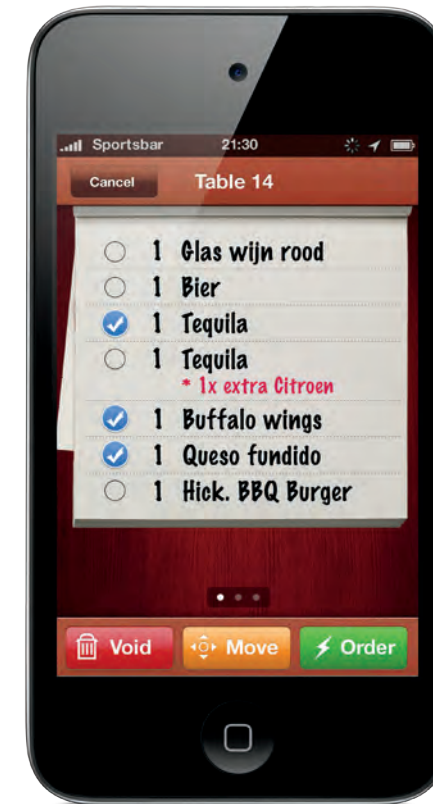 Sportsbar 21:30
Cancel Table 14
1 Glas wijn rood
1 Bier
1 Tequila
1 Tequila
* 1x extra Citroen
1 Buffalo wings
1 Queso fundido
1 Hick. BBQ Burger
Void Move Order